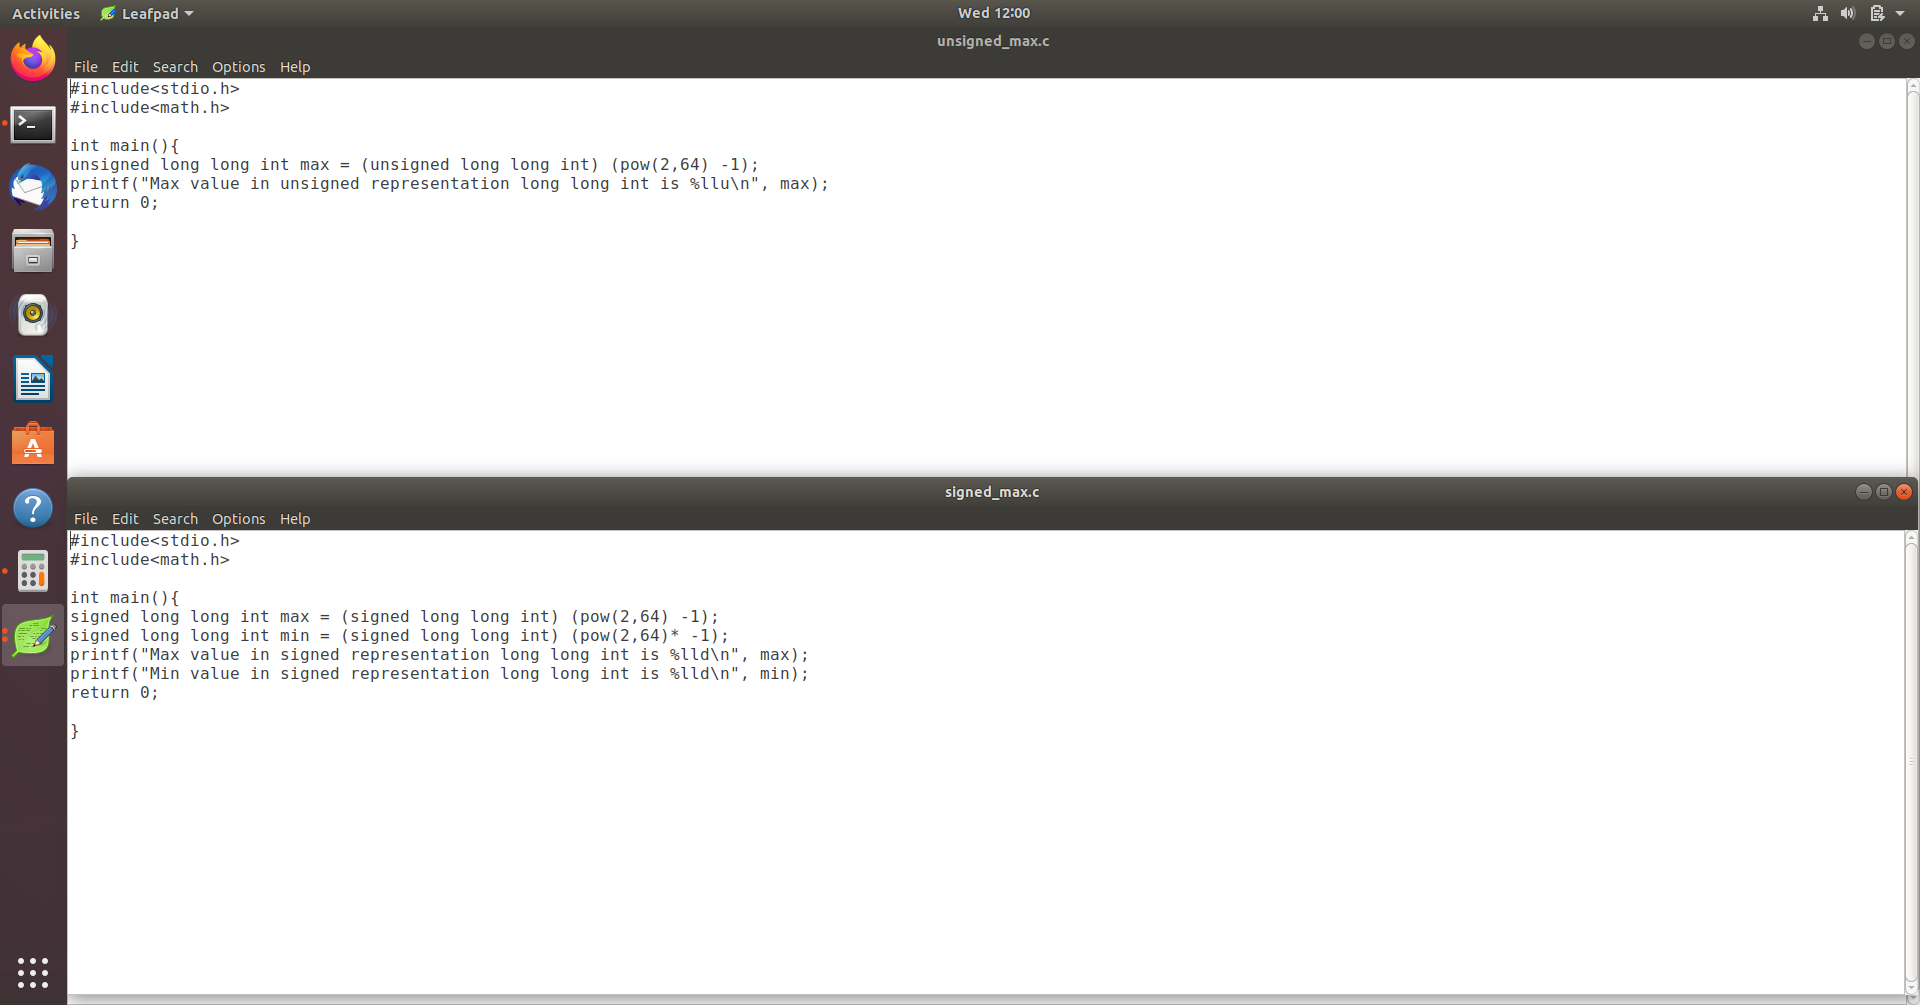 Activities Leafpad Wed 12:00
unsigned_max.c
File Edit Search Options Help
#include<stdio.h>
#include<math.h>
int main(){
unsigned long long int max = (unsigned long long int) (pow(2,64) -1);
printf("Max value in unsigned representation long long int is %llu\n", max);
return 0;
}
signed_max.c
File Edit Search Options Help
#include<stdio.h>
#include<math.h>
int main(){
signed long long int max = (signed long long int) (pow(2,64) -1);
signed long long int min = (signed long long int) (pow(2,64)* -1);
printf("Max value in signed representation long long int is %lld\n", max);
printf("Min value in signed representation long long int is %lld\n", min);
return 0;
}